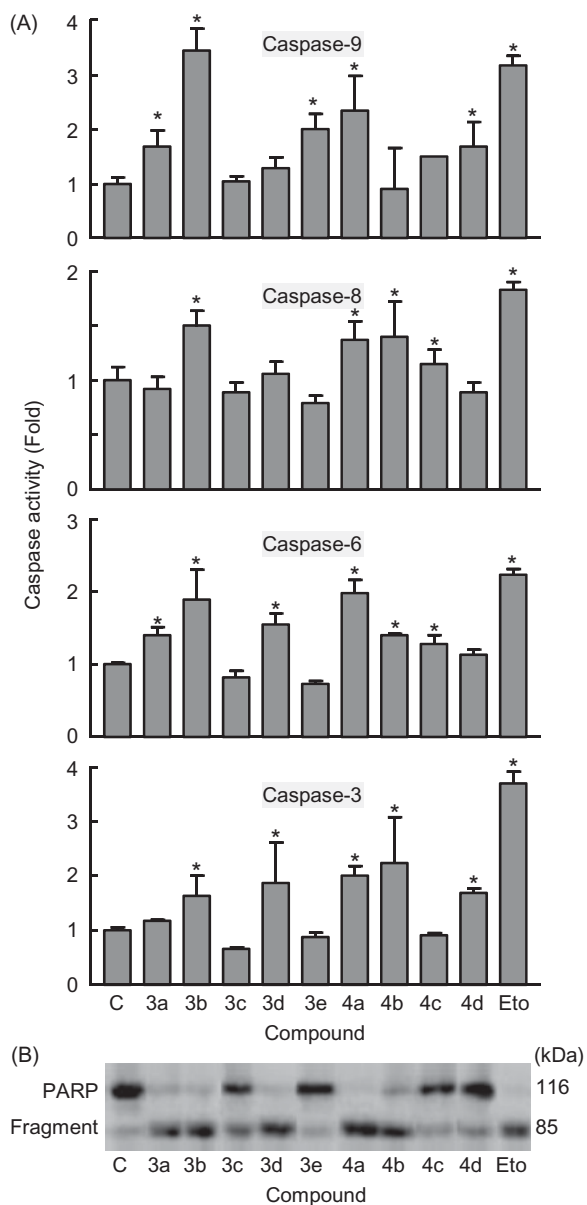 (A)
Caspase activity (Fold)
Caspase-9
4
3
2
1
0
* * * * * *
Caspase-8
2
1
0
* * * * *
Caspase-6
3
2
1
0
* * * * * * *
Caspase-3
4
3
2
1
0
* * * * * *
C 3a 3b 3c 3d 3e 4a 4b 4c 4d Eto
Compound
(B) (kDa)
PARP 116
Fragment 85
C 3a 3b 3c 3d 3e 4a 4b 4c 4d Eto
Compound